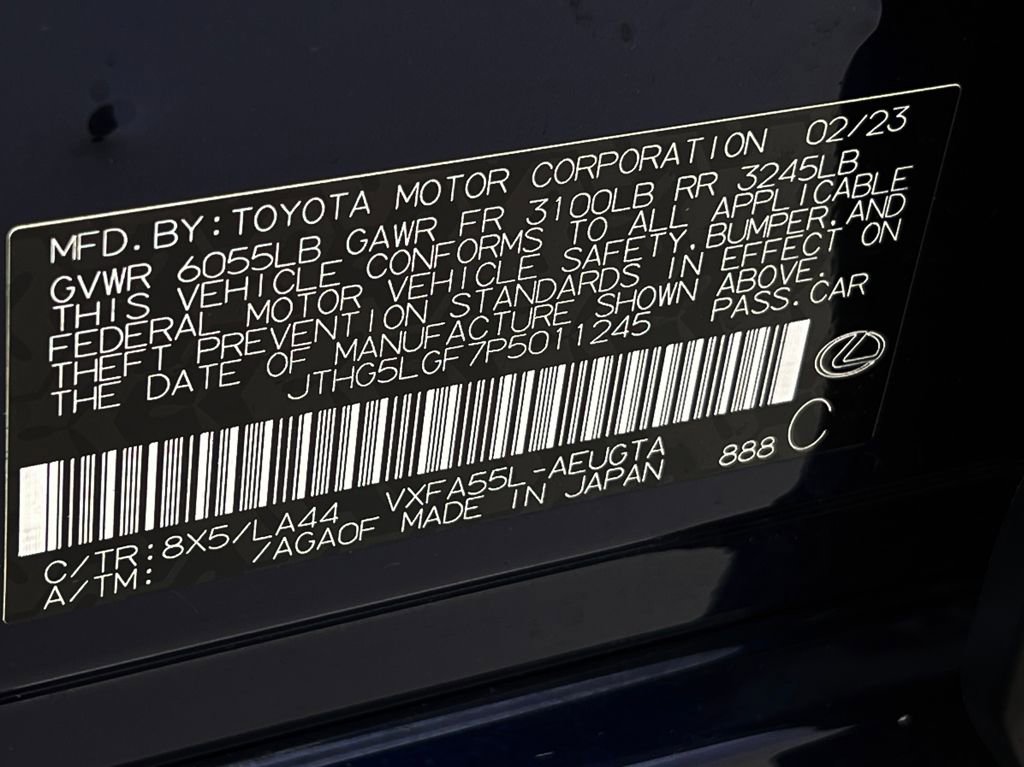 MFD. BY: TOYOTA MOTOR CORPORATION 02/23
GVWR 6055LB GAWR FR 3100LB RR 3245LB
THIS VEHICLE CONFORMS TO ALL APPLICABLE
FEDERAL MOTOR VEHICLE SAFETY, BUMPER, AND
THEFT PREVENTION STANDARDS IN EFFECT ON
THE DATE OF MANUFACTURE SHOWN ABOVE.
JTHG5LGF7P5011245 PASS. CAR
C/TR: 8X5/LA44 VXFA55L-AEUGTA 888 C
A/TM: /AGAOF MADE IN JAPAN